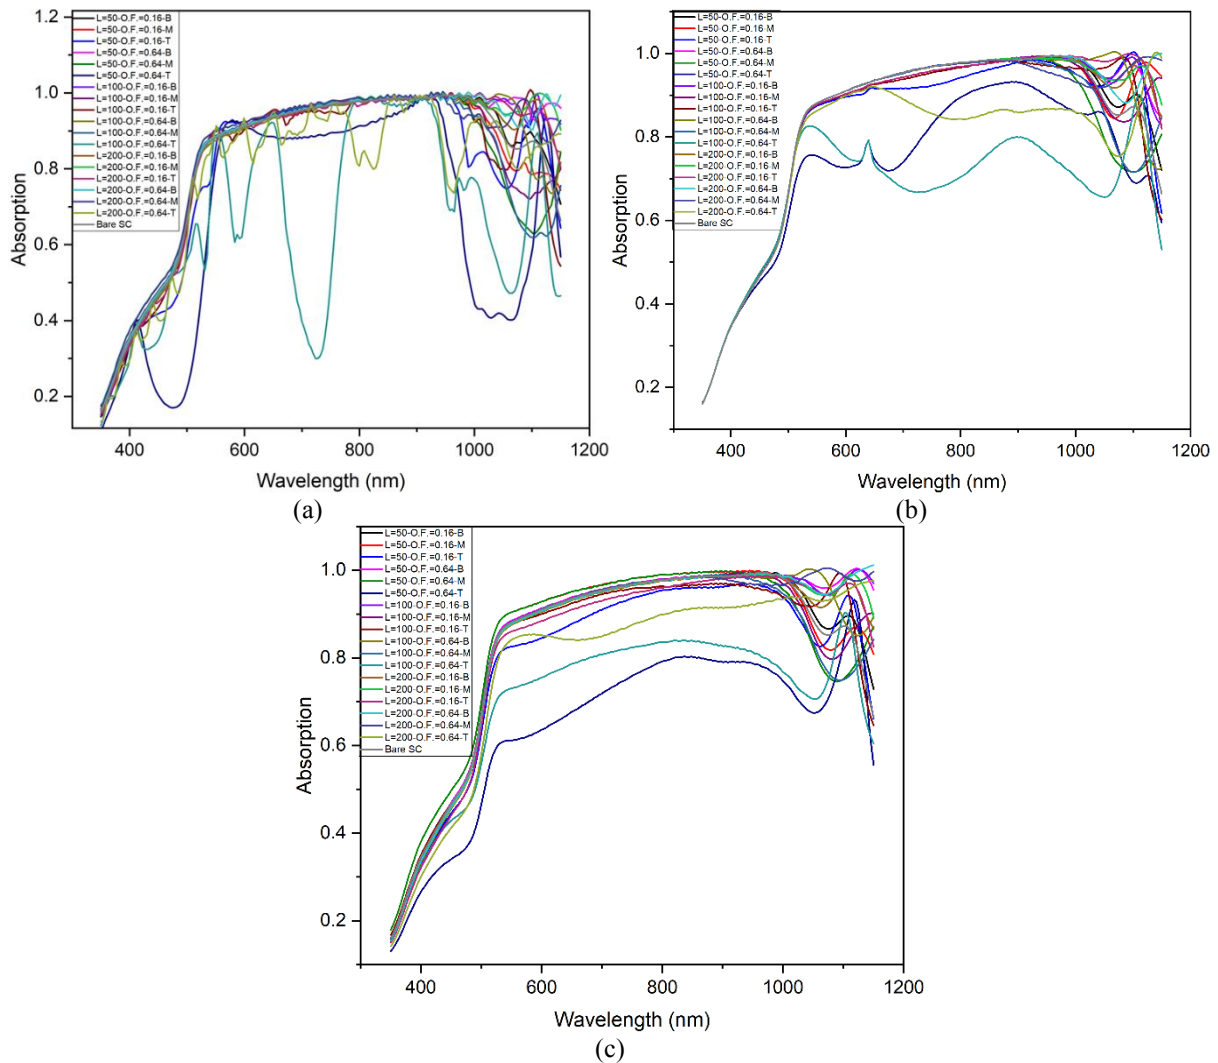 1.2
1.0
0.8
0.6
0.4
0.2
Absorption
L=50-O.F.=0.16-B
L=50-O.F.=0.16-M
L=50-O.F.=0.16-T
L=50-O.F.=0.64-B
L=50-O.F.=0.64-M
L=50-O.F.=0.64-T
L=100-O.F.=0.16-B
L=100-O.F.=0.16-M
L=100-O.F.=0.16-T
L=100-O.F.=0.64-B
L=100-O.F.=0.64-M
L=100-O.F.=0.64-T
L=200-O.F.=0.16-B
L=200-O.F.=0.16-M
L=200-O.F.=0.16-T
L=200-O.F.=0.64-B
L=200-O.F.=0.64-M
L=200-O.F.=0.64-T
Bare SC
400 600 800 1000 1200
Wavelength (nm)
(a)
1.0
0.8
0.6
0.4
0.2
Absorption
L=50-O.F.=0.16-B
L=50-O.F.=0.16-M
L=50-O.F.=0.16-T
L=50-O.F.=0.64-B
L=50-O.F.=0.64-M
L=50-O.F.=0.64-T
L=100-O.F.=0.16-B
L=100-O.F.=0.16-M
L=100-O.F.=0.16-T
L=100-O.F.=0.64-B
L=100-O.F.=0.64-M
L=100-O.F.=0.64-T
L=200-O.F.=0.16-B
L=200-O.F.=0.16-M
L=200-O.F.=0.16-T
L=200-O.F.=0.64-B
L=200-O.F.=0.64-M
L=200-O.F.=0.64-T
Bare SC
400 600 800 1000 1200
Wavelength (nm)
(b)
1.0
0.8
0.6
0.4
0.2
Absorption
L=50-O.F.=0.16-B
L=50-O.F.=0.16-M
L=50-O.F.=0.16-T
L=50-O.F.=0.64-B
L=50-O.F.=0.64-M
L=50-O.F.=0.64-T
L=100-O.F.=0.16-B
L=100-O.F.=0.16-M
L=100-O.F.=0.16-T
L=100-O.F.=0.64-B
L=100-O.F.=0.64-M
L=100-O.F.=0.64-T
L=200-O.F.=0.16-B
L=200-O.F.=0.16-M
L=200-O.F.=0.16-T
L=200-O.F.=0.64-B
L=200-O.F.=0.64-M
L=200-O.F.=0.64-T
Bare SC
400 600 800 1000 1200
Wavelength (nm)
(c)